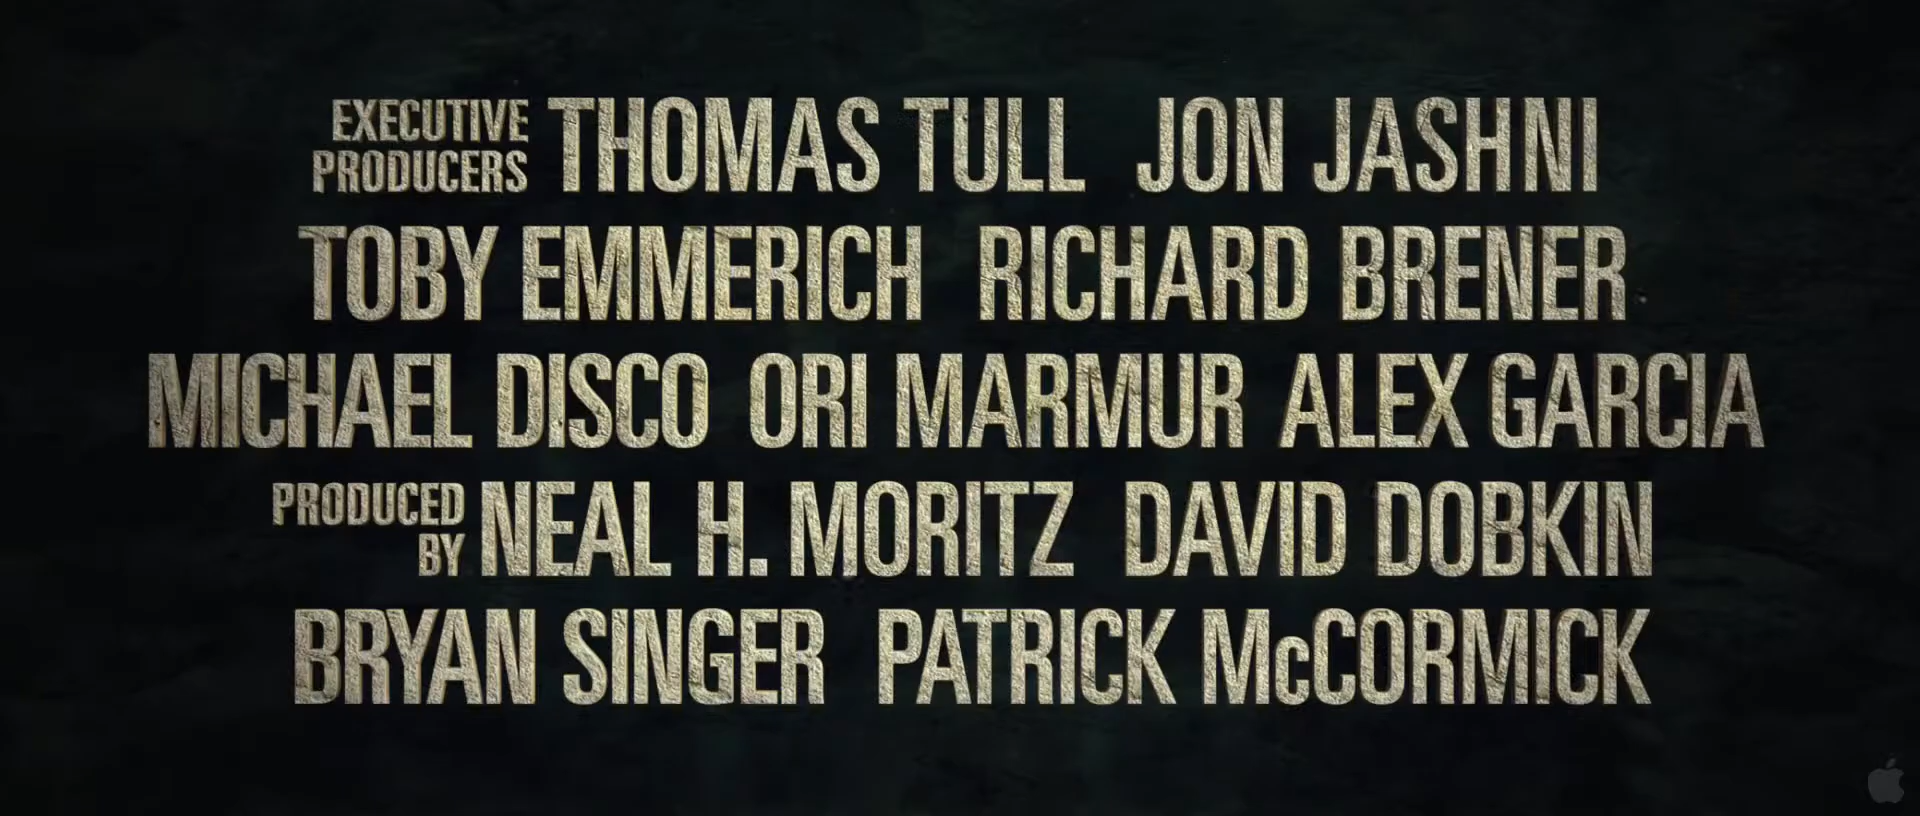 EXECUTIVE PRODUCERS THOMAS TULL JON JASHNI
TOBY EMMERICH RICHARD BRENER
MICHAEL DISCO ORI MARMUR ALEX GARCIA
PRODUCED BY NEAL H. MORITZ DAVID DOBKIN
BRYAN SINGER PATRICK McCORMICK